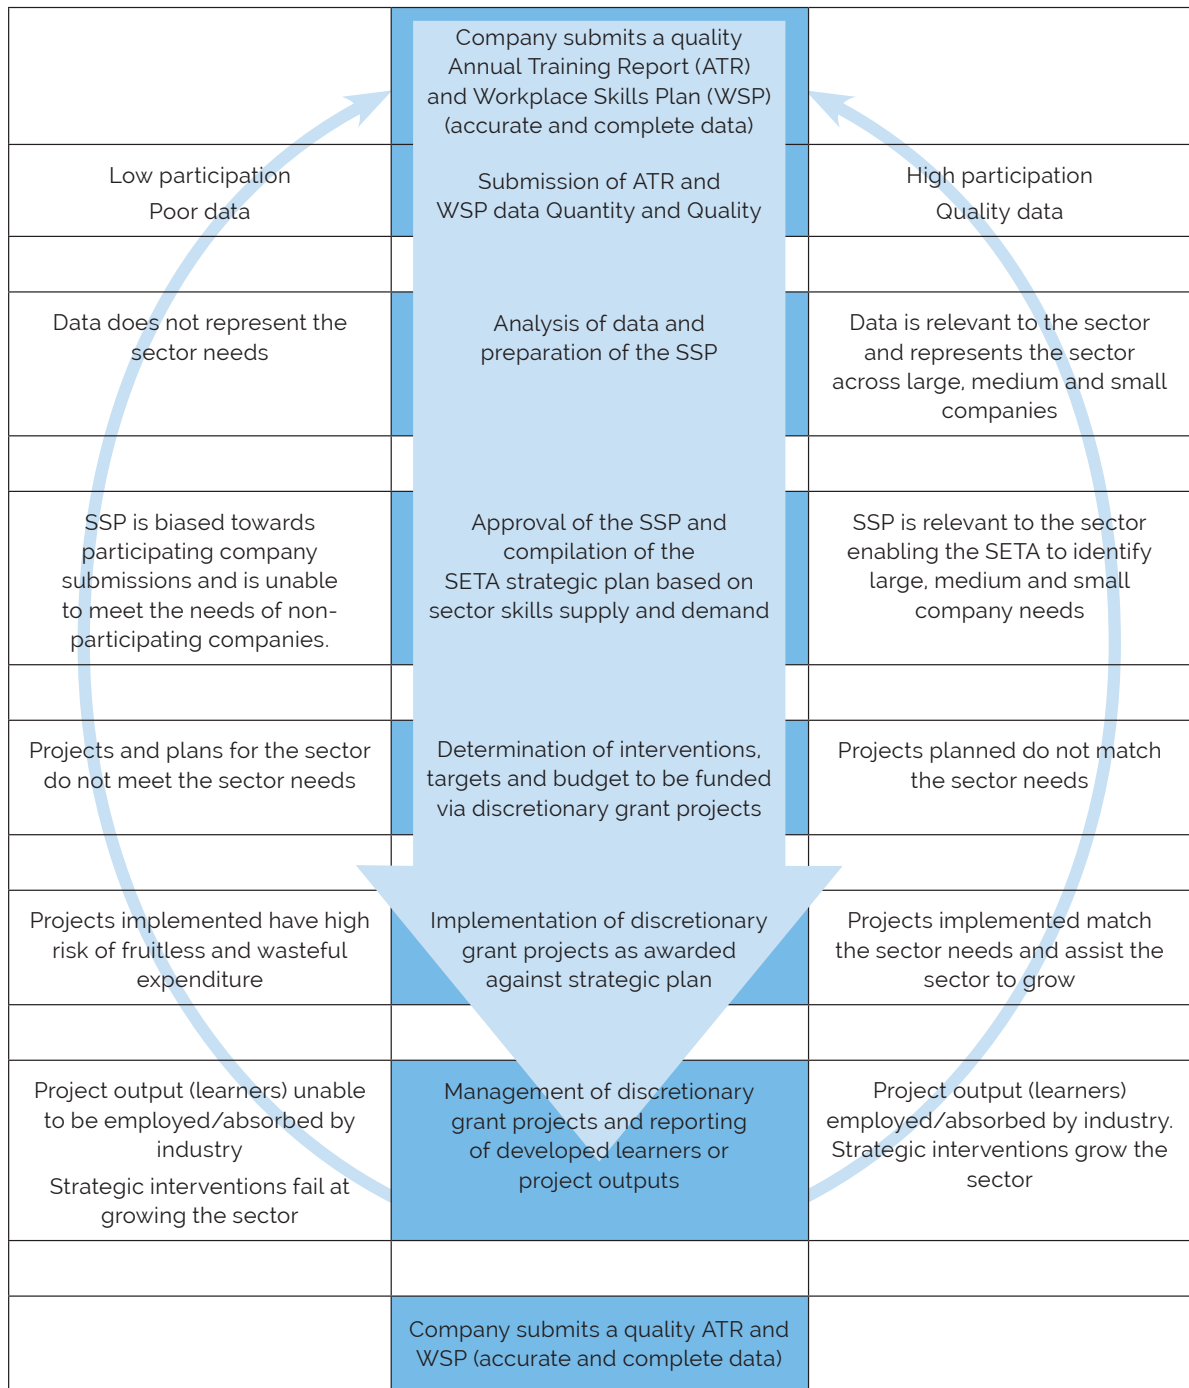 Company submits a quality
Annual Training Report (ATR)
and Workplace Skills Plan (WSP)
(accurate and complete data)
Low participation
Poor data
Submission of ATR and
WSP data Quantity and Quality
High participation
Quality data
Data does not represent the
sector needs
Analysis of data and
preparation of the SSP
Data is relevant to the sector
and represents the sector
across large, medium and small
companies
SSP is biased towards
participating company
submissions and is unable
to meet the needs of non-
participating companies.
Approval of the SSP and
compilation of the
SETA strategic plan based on
sector skills supply and demand
SSP is relevant to the sector
enabling the SETA to identify
large, medium and small
company needs
Projects and plans for the sector
do not meet the sector needs
Determination of interventions,
targets and budget to be funded
via discretionary grant projects
Projects planned do not match
the sector needs
Projects implemented have high
risk of fruitless and wasteful
expenditure
Implementation of discretionary
grant projects as awarded
against strategic plan
Projects implemented match
the sector needs and assist the
sector to grow
Project output (learners) unable
to be employed/absorbed by
industry
Strategic interventions fail at
growing the sector
Management of discretionary
grant projects and reporting
of developed learners or
project outputs
Project output (learners)
employed/absorbed by industry.
Strategic interventions grow the
sector
Company submits a quality ATR and
WSP (accurate and complete data)